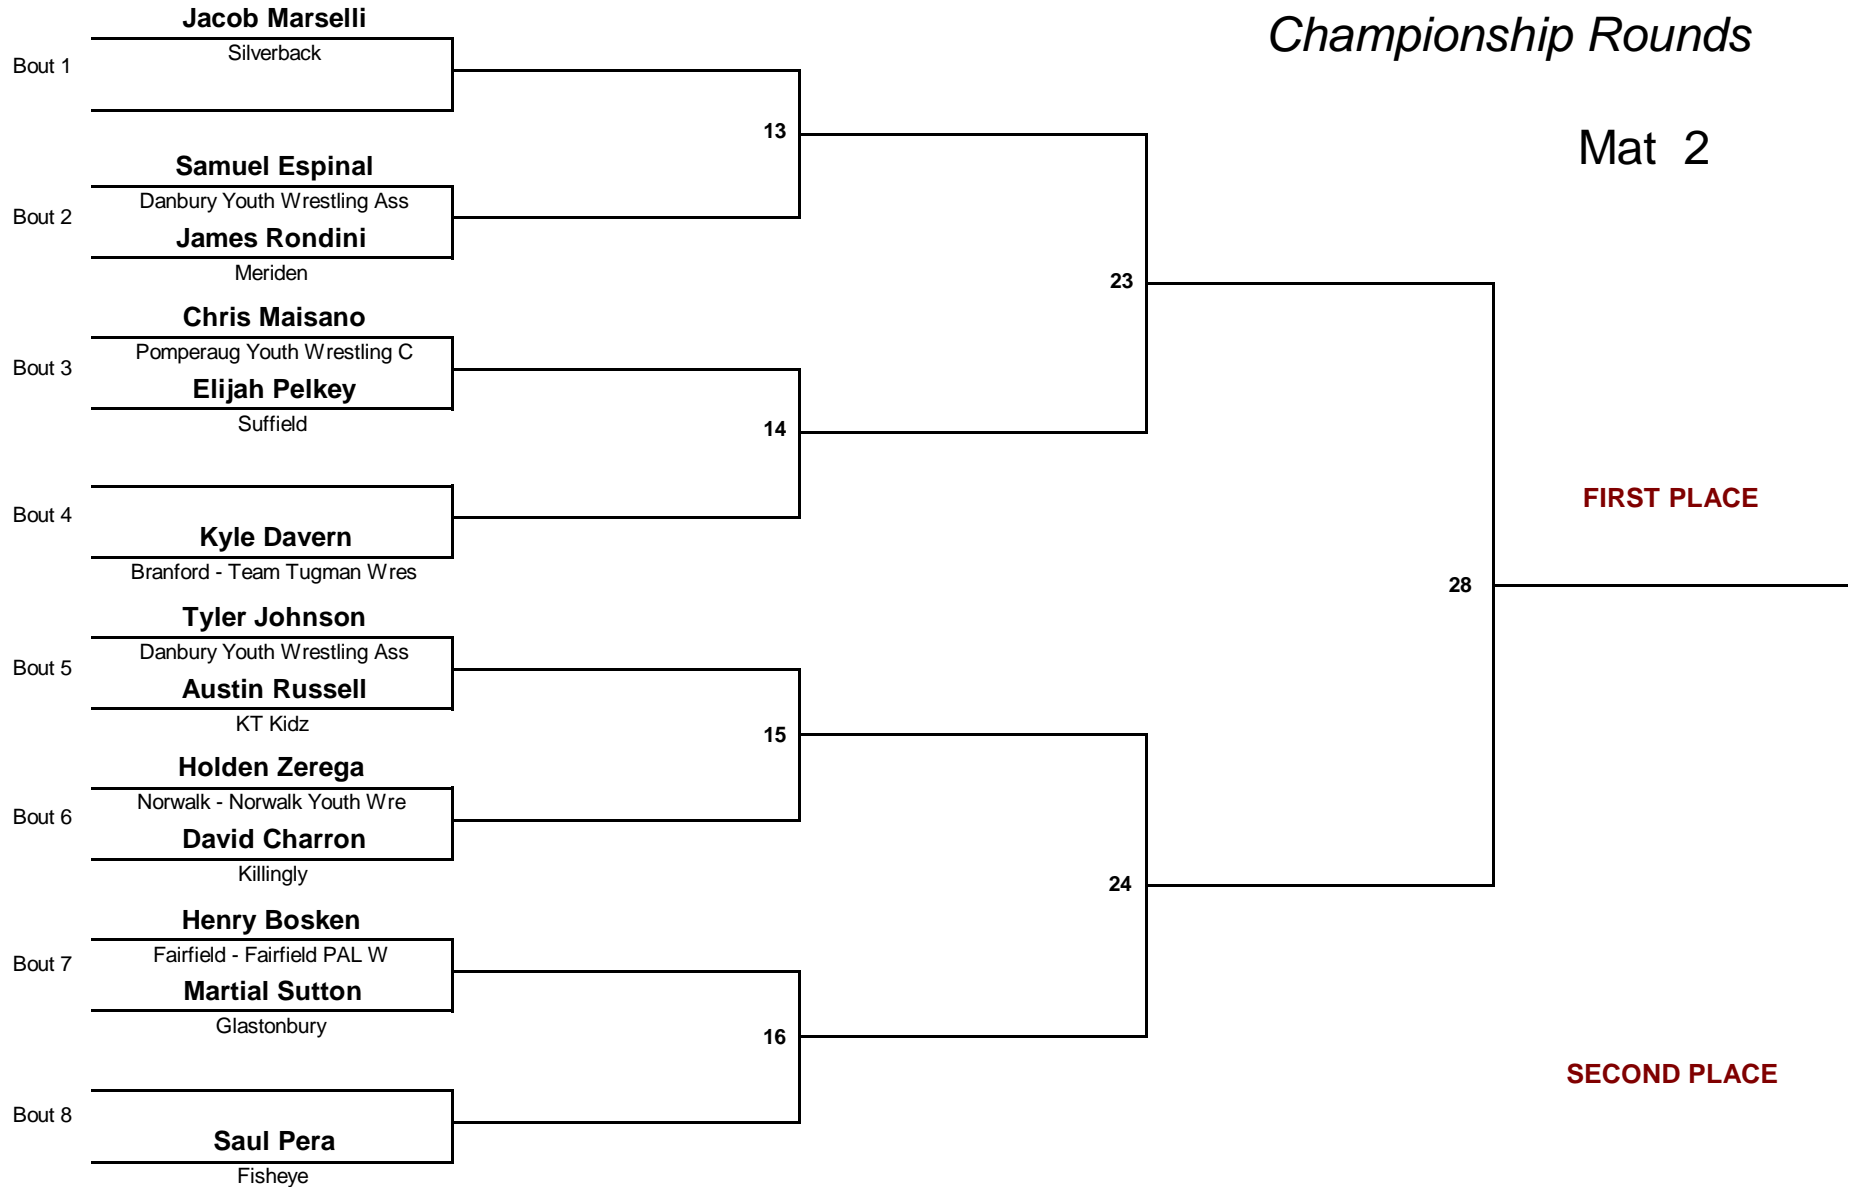 Championship Rounds
Mat 2
Jacob Marselli
Silverback
Bout 1
Samuel Espinal
Danbury Youth Wrestling Ass
Bout 2
James Rondini
Meriden
Chris Maisano
Pomperaug Youth Wrestling C
Bout 3
Elijah Pelkey
Suffield
Bout 4
Kyle Davern
Branford - Team Tugman Wres
Tyler Johnson
Danbury Youth Wrestling Ass
Bout 5
Austin Russell
KT Kidz
Holden Zerega
Norwalk - Norwalk Youth Wre
Bout 6
David Charron
Killingly
Henry Bosken
Fairfield - Fairfield PAL W
Bout 7
Martial Sutton
Glastonbury
Bout 8
Saul Pera
Fisheye
13
14
15
16
23
24
28
FIRST PLACE
SECOND PLACE